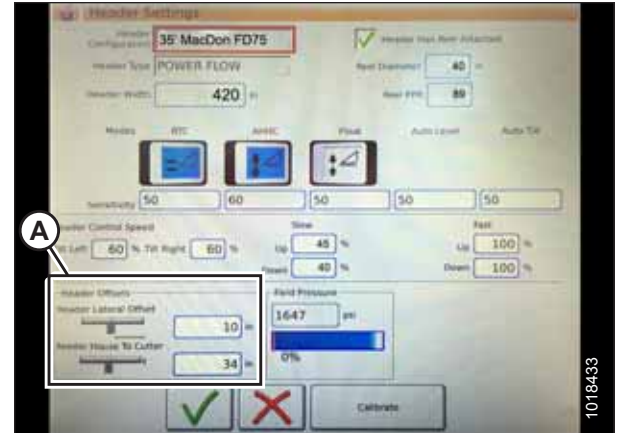 Header Settings
Header Configuration 35' MacDon FD75 Header Has Reel Attached
Header Type POWER FLOW Reel Diameter 40 in
Header Width 420 in Reel PPR 89
Modes RTC AHHC Float Auto Level Auto Tilt
Sensitivity 50 60 50 50 50
Header Control Speed Slow Fast
Tilt Left 60 % Tilt Right 60 % Up 45 % Up 100 %
Down 40 % Down 100 %
A
Header Offsets Field Pressure
Header Lateral Offset 10 in 1647 psi
Feeder House To Cutter 34 in 0%
Calibrate
1018433